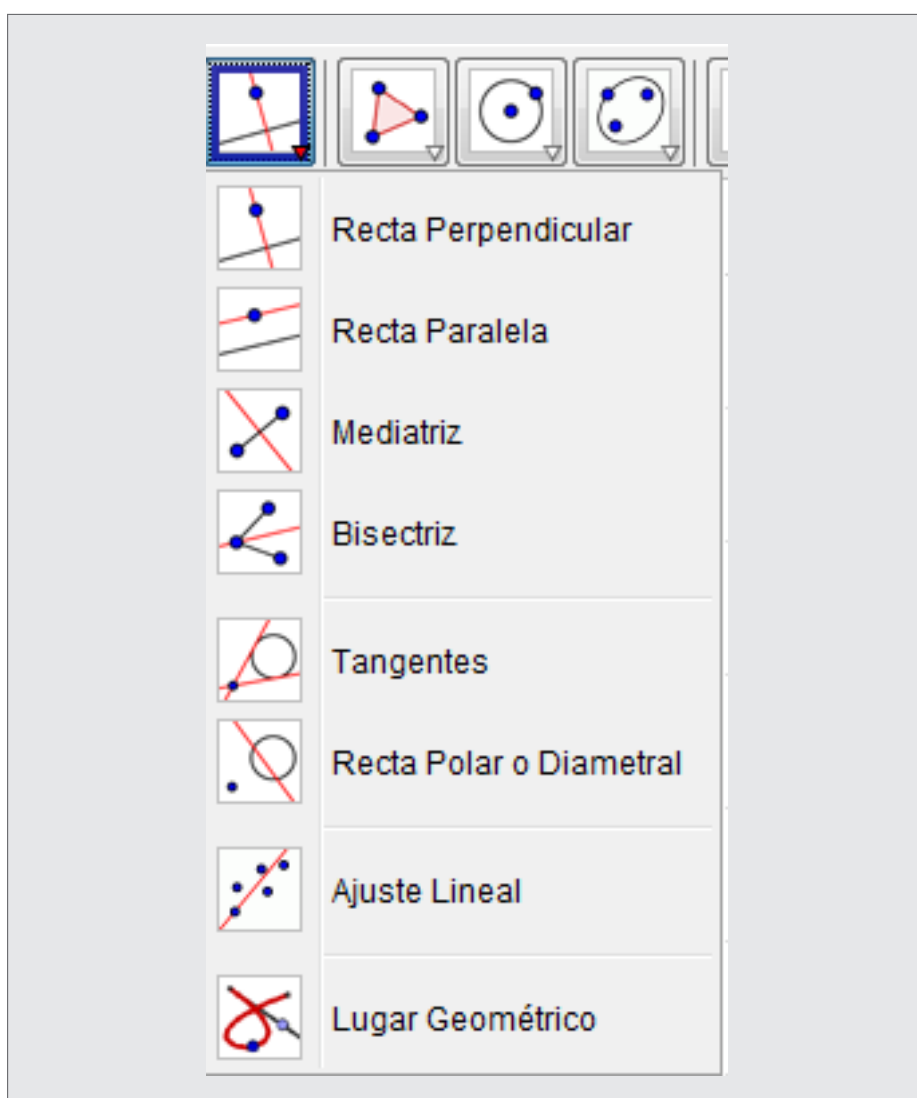 Recta Perpendicular
Recta Paralela
Mediatriz
Bisectriz
Tangentes
Recta Polar o Diametral
Ajuste Lineal
Lugar Geométrico